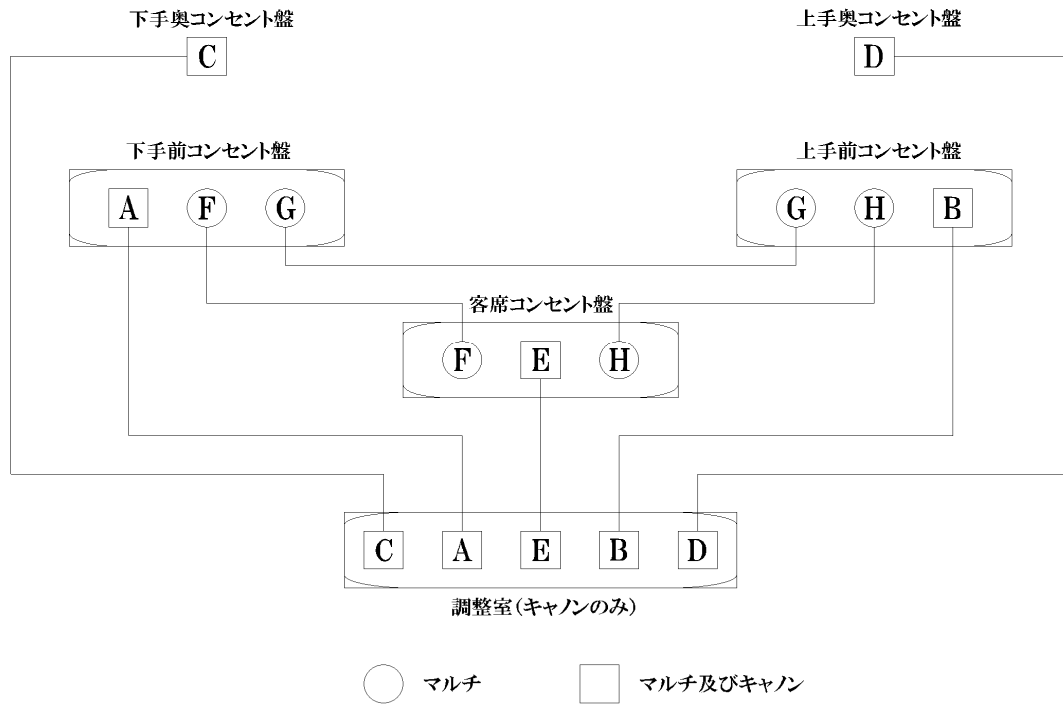 下手奥コンセント盤
上手奥コンセント盤
C
D
下手前コンセント盤
上手前コンセント盤
A F G
G H B
客席コンセント盤
F E H
C A E B D
調整室(キャノンのみ)
マルチ
マルチ及びキャノン